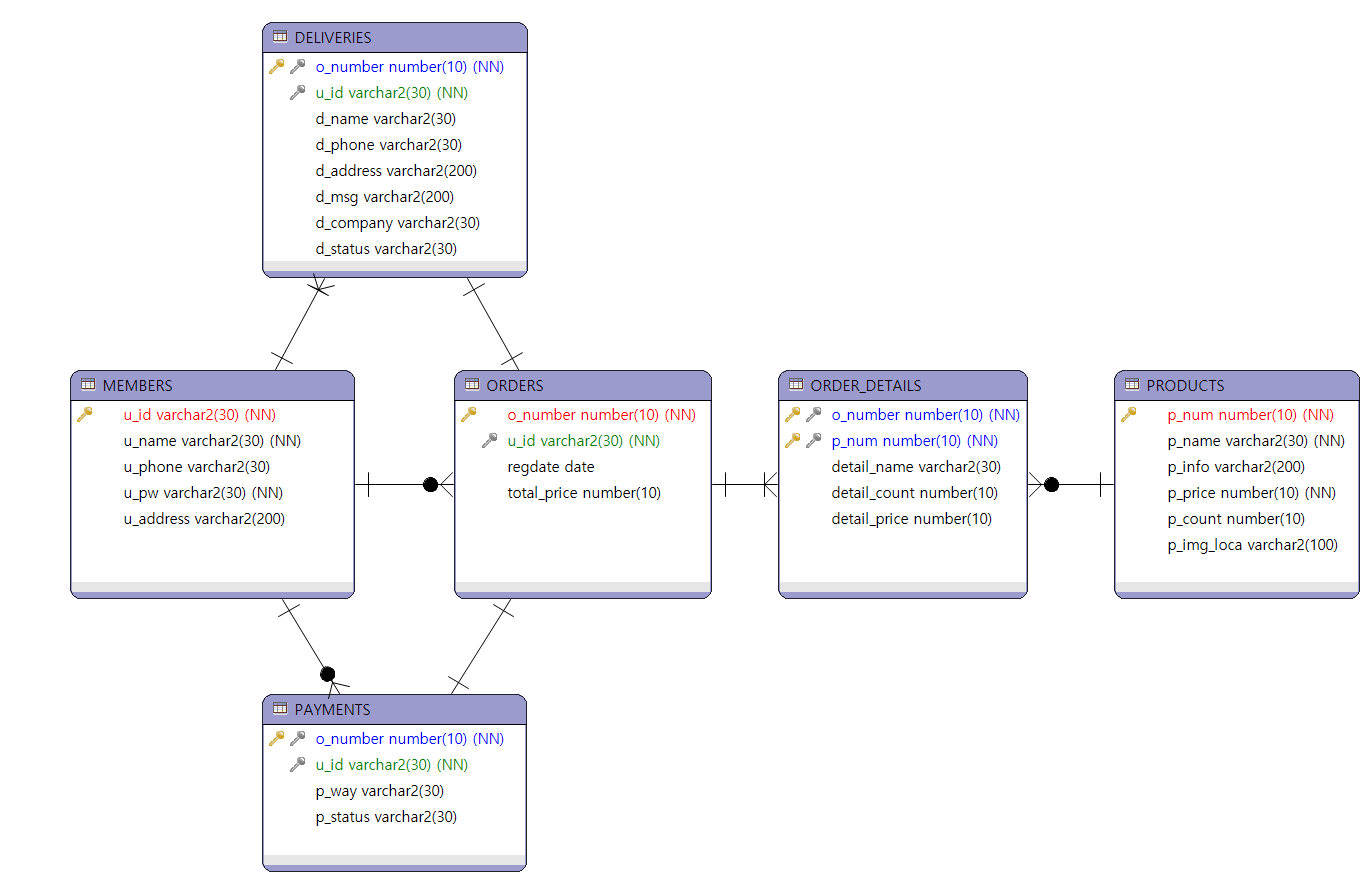 DELIVERIES
o_number number(10) (NN)
u_id varchar2(30) (NN)
d_name varchar2(30)
d_phone varchar2(30)
d_address varchar2(200)
d_msg varchar2(200)
d_company varchar2(30)
d_status varchar2(30)
MEMBERS
u_id varchar2(30) (NN)
u_name varchar2(30) (NN)
u_phone varchar2(30)
u_pw varchar2(30) (NN)
u_address varchar2(200)
ORDERS
o_number number(10) (NN)
u_id varchar2(30) (NN)
regdate date
total_price number(10)
ORDER_DETAILS
o_number number(10) (NN)
p_num number(10) (NN)
detail_name varchar2(30)
detail_count number(10)
detail_price number(10)
PRODUCTS
p_num number(10) (NN)
p_name varchar2(30) (NN)
p_info varchar2(200)
p_price number(10) (NN)
p_count number(10)
p_img_loca varchar2(100)
PAYMENTS
o_number number(10) (NN)
u_id varchar2(30) (NN)
p_way varchar2(30)
p_status varchar2(30)